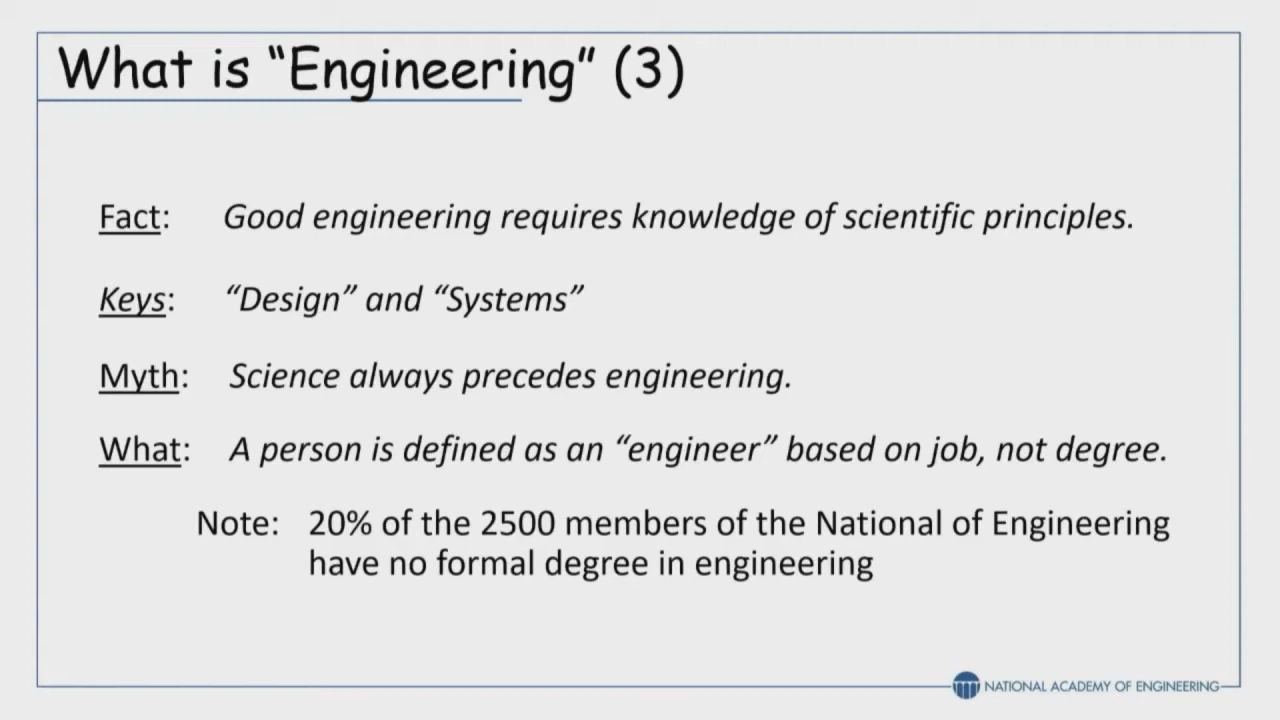 What is “Engineering” (3)
Fact: Good engineering requires knowledge of scientific principles.
Keys: “Design” and “Systems”
Myth: Science always precedes engineering.
What: A person is defined as an “engineer” based on job, not degree.
Note: 20% of the 2500 members of the National of Engineering
have no formal degree in engineering
NATIONAL ACADEMY OF ENGINEERING